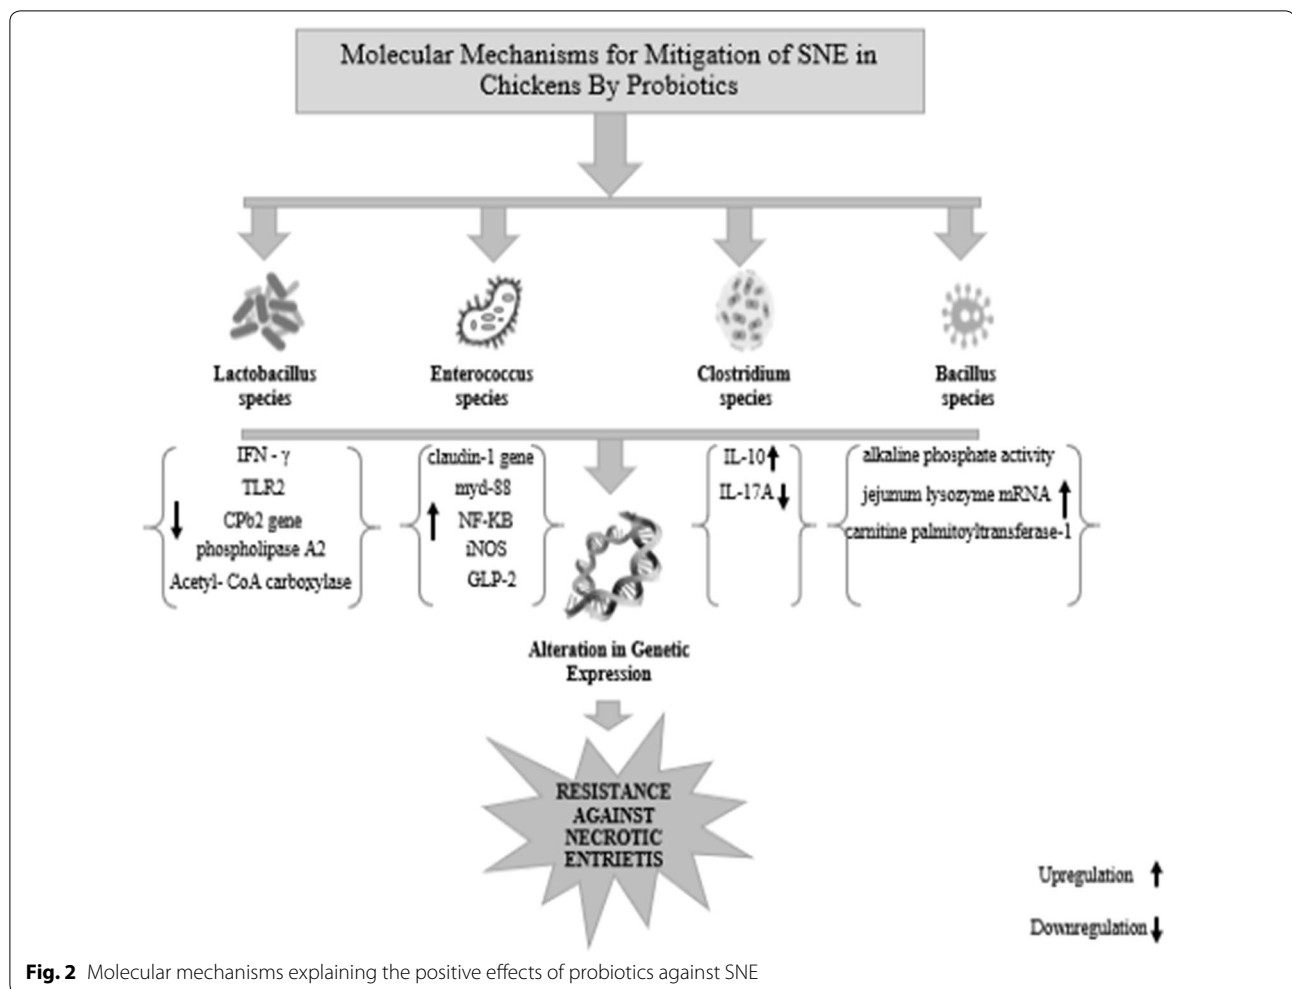 Molecular Mechanisms for Mitigation of SNE in
Chickens By Probiotics
Lactobacillus
species
Enterococcus
species
Clostridium
species
Bacillus
species
IFN - γ
TLR2
CPb2 gene
phospholipase A2
Acetyl- CoA carboxylase
claudin-1 gene
myd-88
NF-KB
iNOS
GLP-2
IL-10
IL-17A
alkaline phosphate activity
jejunum lysozyme mRNA
carnitine palmitoyltransferase-1
Alteration in Genetic
Expression
RESISTANCE
AGAINST
NECROTIC
ENTRIETIS
Upregulation
Downregulation
Fig. 2 Molecular mechanisms explaining the positive effects of probiotics against SNE